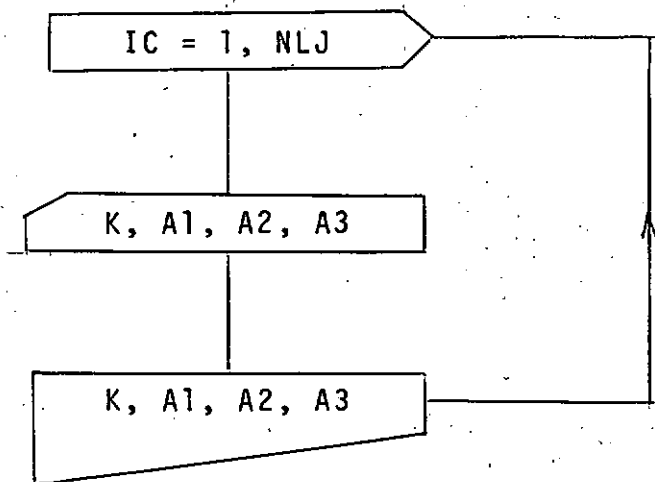 IC = 1, NLJ
K, A1, A2, A3
K, A1, A2, A3